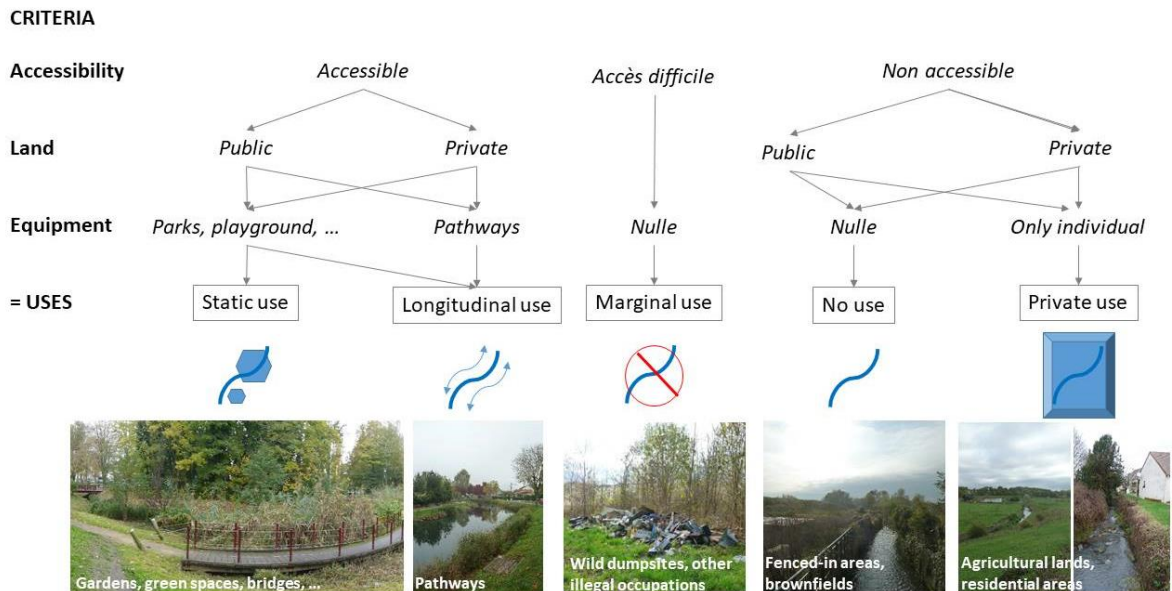 CRITERIA
Accessibility
Accessible
Accès difficile
Non accessible
Land
Public
Private
Public
Private
Equipment
Parks, playground, ...
Pathways
Nulle
Nulle
Only individual
= USES
Static use
Longitudinal use
Marginal use
No use
Private use
Gardens, green spaces, bridges, ...
Pathways
Wild dumpsites, other
illegal occupations
Fenced-in areas,
brownfields
Agricultural lands,
residential areas